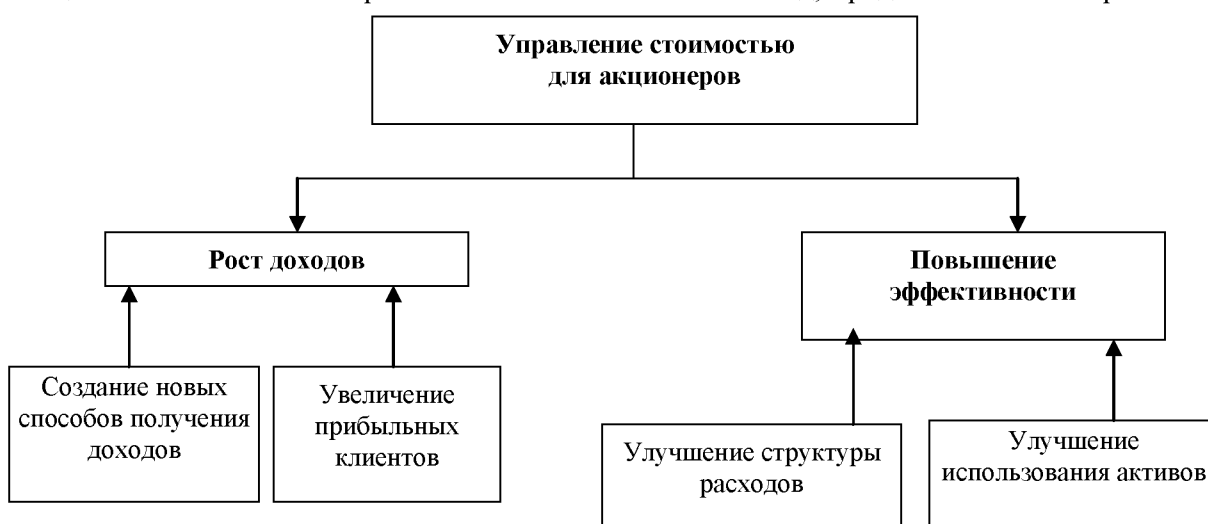 Управление стоимостью
для акционеров
Рост доходов
Повышение
эффективности
Создание новых
способов получения
доходов
Увеличение
прибыльных
клиентов
Улучшение структуры
расходов
Улучшение
использования активов